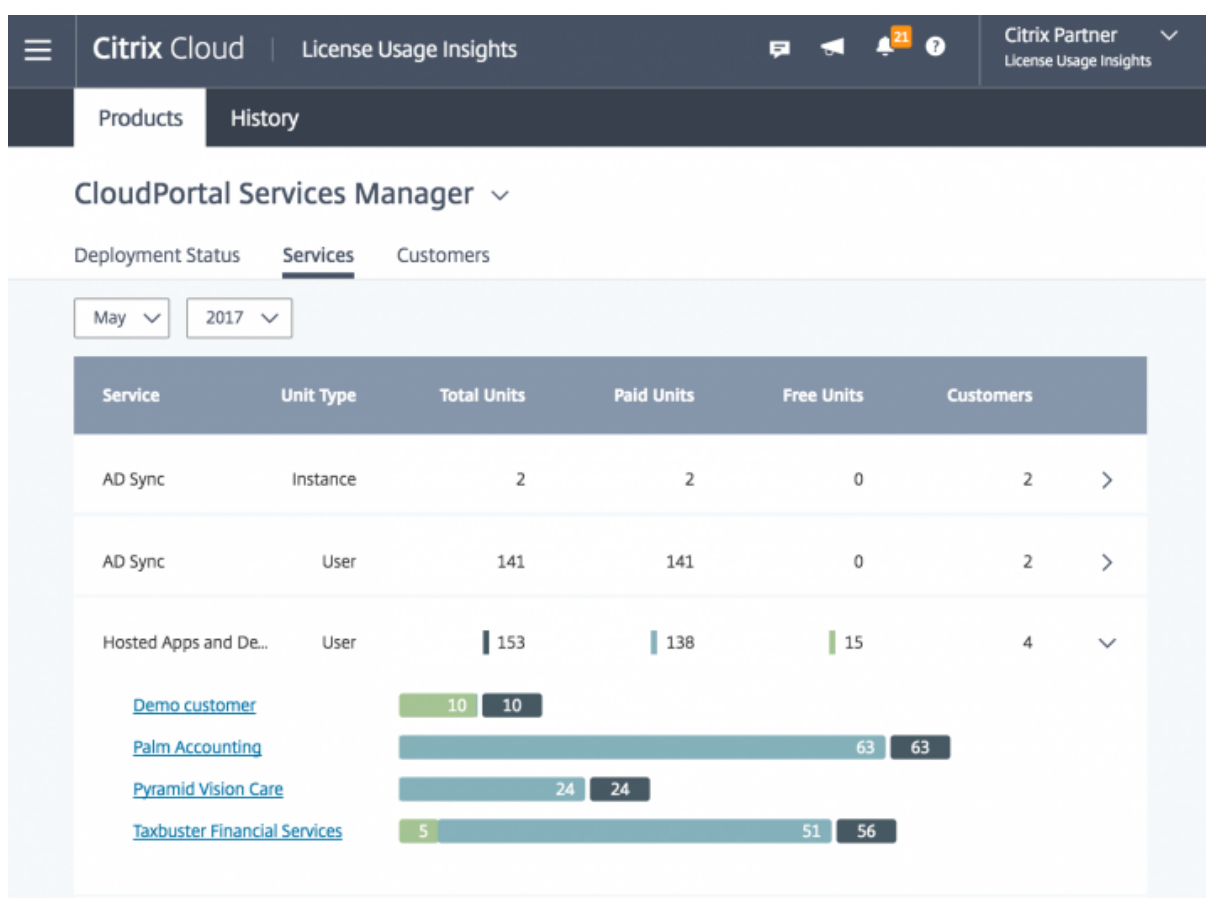 Citrix Cloud | License Usage Insights 21 ? Citrix Partner
License Usage Insights
Products History
CloudPortal Services Manager
Deployment Status Services Customers
May 2017
Service Unit Type Total Units Paid Units Free Units Customers
AD Sync Instance 2 2 0 2
AD Sync User 141 141 0 2
Hosted Apps and De... User 153 138 15 4
Demo customer 10 10
Palm Accounting 63 63
Pyramid Vision Care 24 24
Taxbuster Financial Services 5 51 56